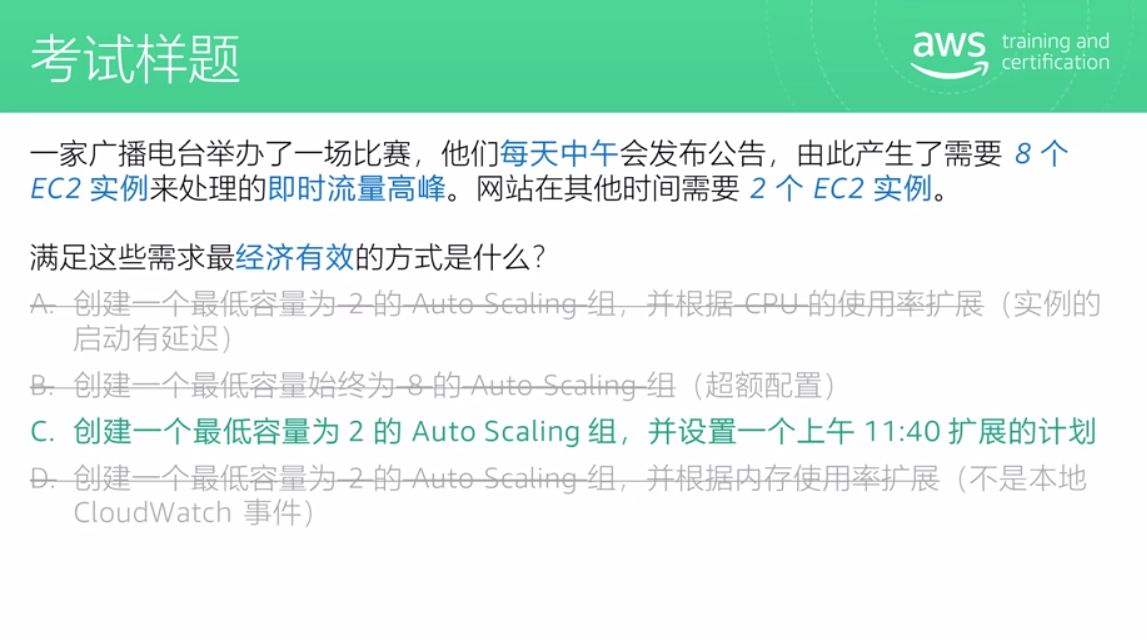 考试样题
aws training and
certification
一家广播电台举办了一场比赛，他们每天中午会发布公告，由此产生了需要 8 个
EC2 实例来处理的即时流量高峰。网站在其他时间需要 2 个 EC2 实例。
满足这些需求最经济有效的方式是什么？
A. 创建一个最低容量为 2 的 Auto Scaling 组，并根据 CPU 的使用率扩展（实例的
启动有延迟）
B. 创建一个最低容量始终为 8 的 Auto Scaling 组（超额配置）
C. 创建一个最低容量为 2 的 Auto Scaling 组，并设置一个上午 11:40 扩展的计划
D. 创建一个最低容量为 2 的 Auto Scaling 组，并根据内存使用率扩展（不是本地
CloudWatch 事件）